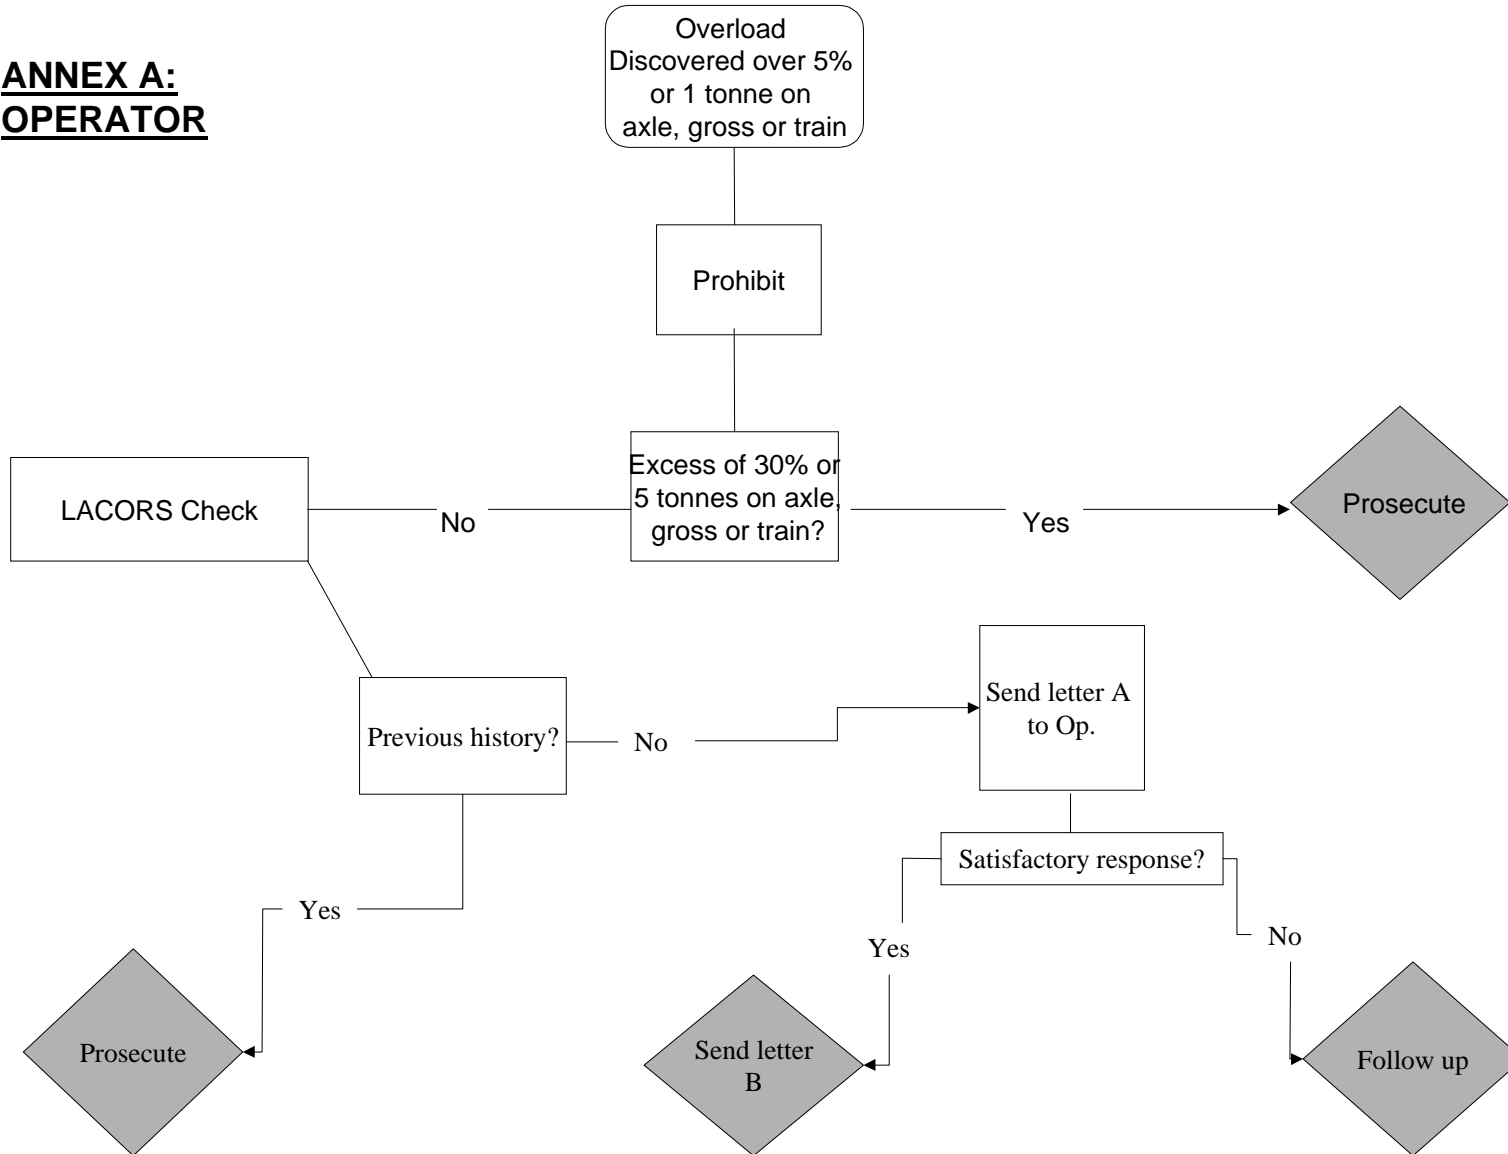 ANNEX A:
OPERATOR
Overload
Discovered over 5%
or 1 tonne on
axle, gross or train
Prohibit
Excess of 30% or
5 tonnes on axle,
gross or train?
LACORS Check
No
Yes
Prosecute
Previous history?
No
Send letter A
to Op.
Satisfactory response?
Yes
Yes
No
Prosecute
Send letter
B
Follow up